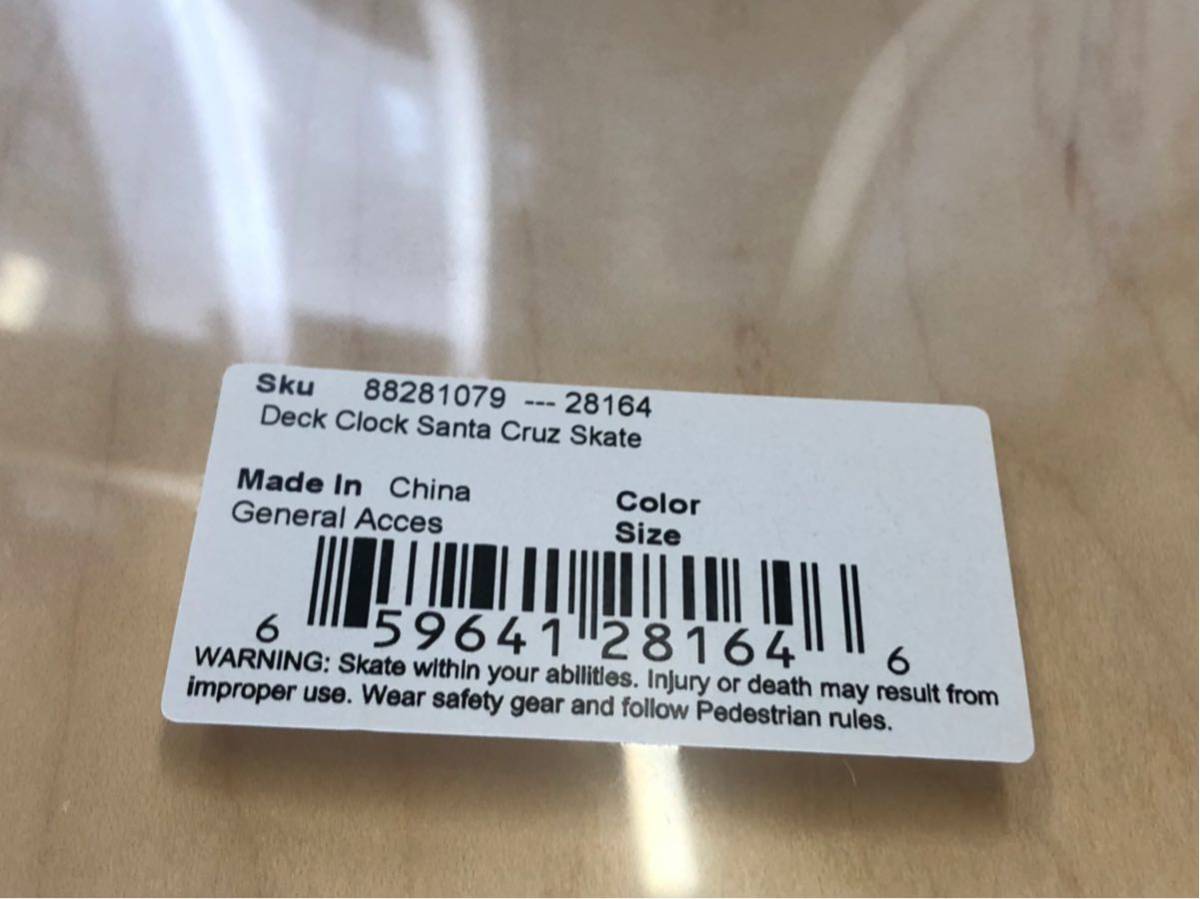 Sku 88281079 --- 28164
Deck Clock Santa Cruz Skate
Made In China
General Acces
Color
Size
6 59641 28164 6
WARNING: Skate within your abilities. Injury or death may result from
improper use. Wear safety gear and follow Pedestrian rules.